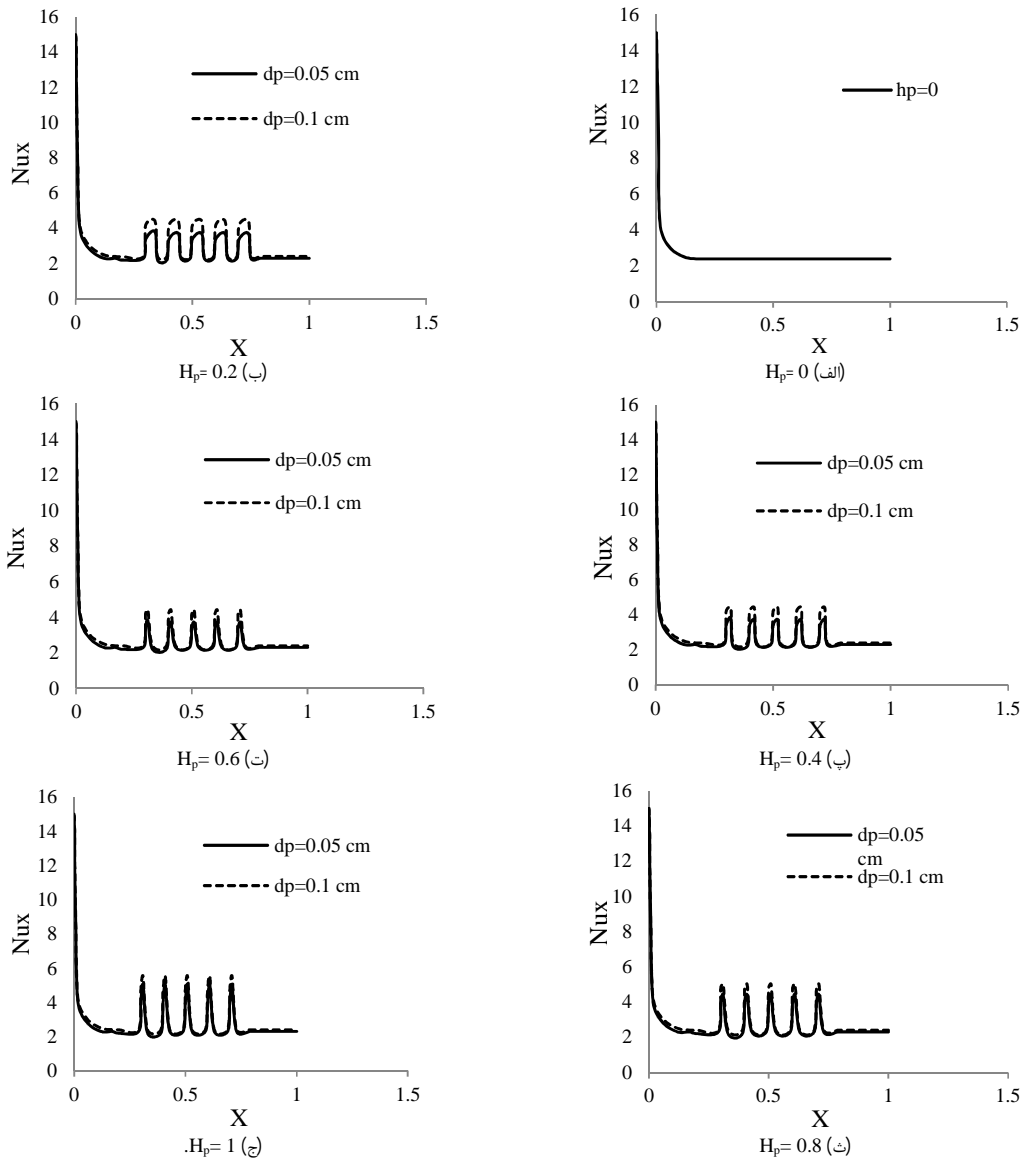 16
14
12
10
8
6
4
2
0
Nux
hp=0
0
0.5
1
1.5
X
(الف) Hp= 0
16
14
12
10
8
6
4
2
0
Nux
dp=0.05 cm
dp=0.1 cm
0
0.5
1
1.5
X
(ب) Hp= 0.2
16
14
12
10
8
6
4
2
0
Nux
dp=0.05 cm
dp=0.1 cm
0
0.5
1
1.5
X
(پ) Hp= 0.4
16
14
12
10
8
6
4
2
0
Nux
dp=0.05 cm
dp=0.1 cm
0
0.5
1
1.5
X
(ت) Hp= 0.6
16
14
12
10
8
6
4
2
0
Nux
dp=0.05
cm
dp=0.1 cm
0
0.5
1
1.5
X
(ث) Hp= 0.8
16
14
12
10
8
6
4
2
0
Nux
dp=0.05 cm
dp=0.1 cm
0
0.5
1
1.5
X
(ج) Hp= 1.